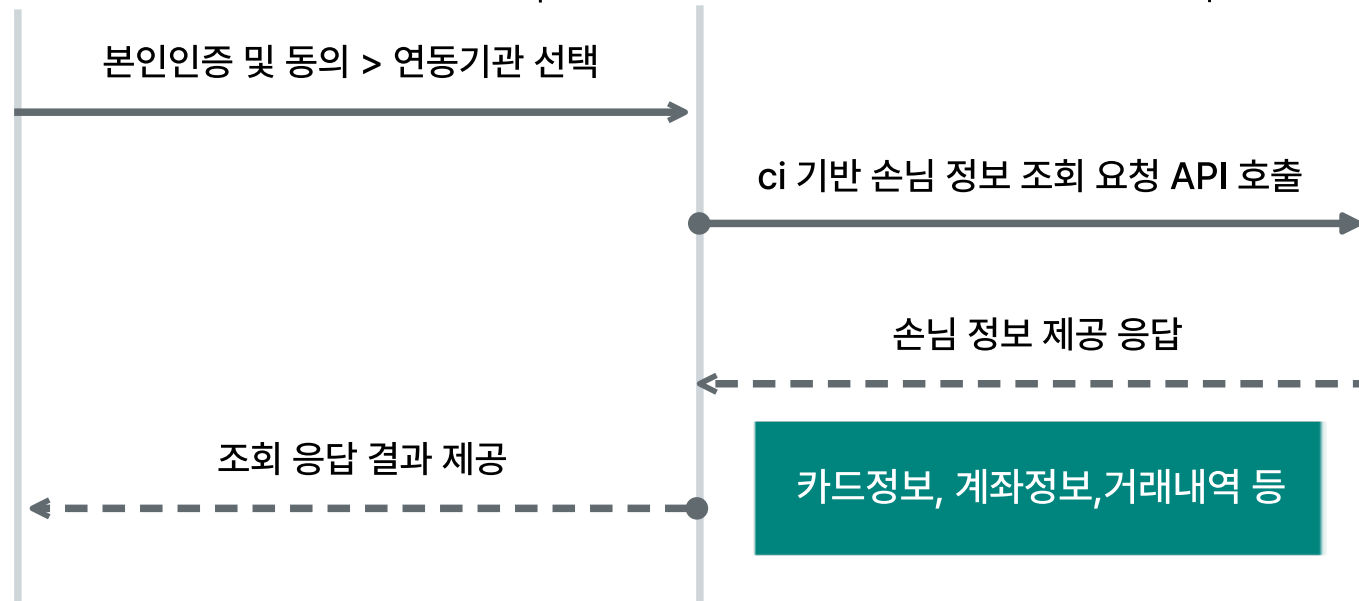 본인인증 및 동의 > 연동기관 선택
ci 기반 손님 정보 조회 요청 API 호출
손님 정보 제공 응답
조회 응답 결과 제공
카드정보, 계좌정보,거래내역 등